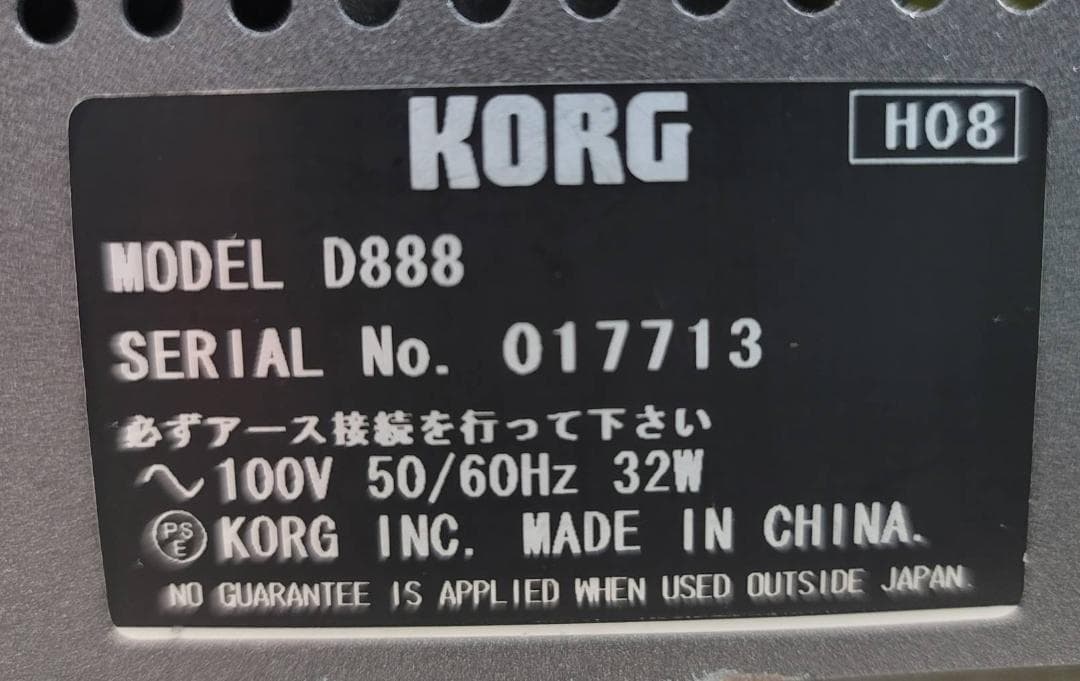 KORG
H08
MODEL D888
SERIAL No. 017713
必ずアース接続を行って下さい
～100V 50/60Hz 32W
PS
E
KORG INC. MADE IN CHINA.
NO GUARANTEE IS APPLIED WHEN USED OUTSIDE JAPAN.